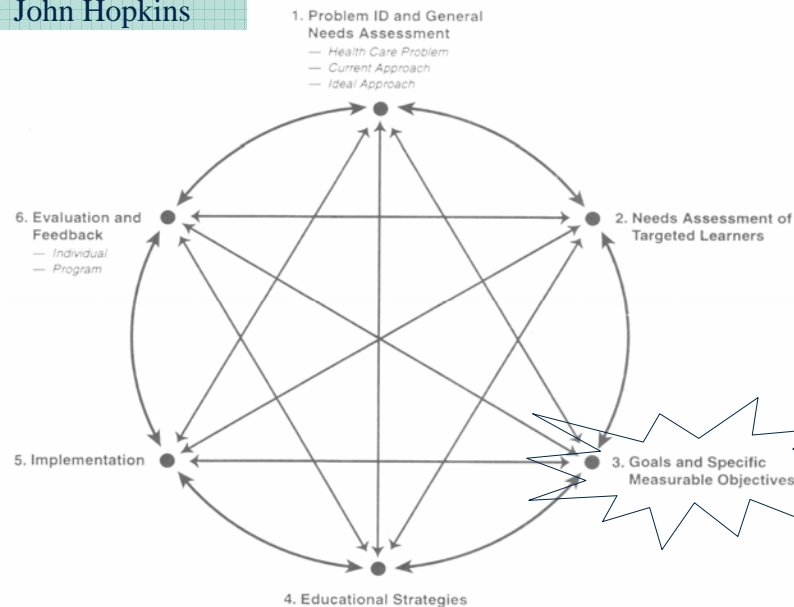 John Hopkins
1. Problem ID and General
Needs Assessment
— Health Care Problem
— Current Approach
— Ideal Approach
2. Needs Assessment of
Targeted Learners
3. Goals and Specific
Measurable Objectives
4. Educational Strategies
5. Implementation
6. Evaluation and
Feedback
— Individual
— Program